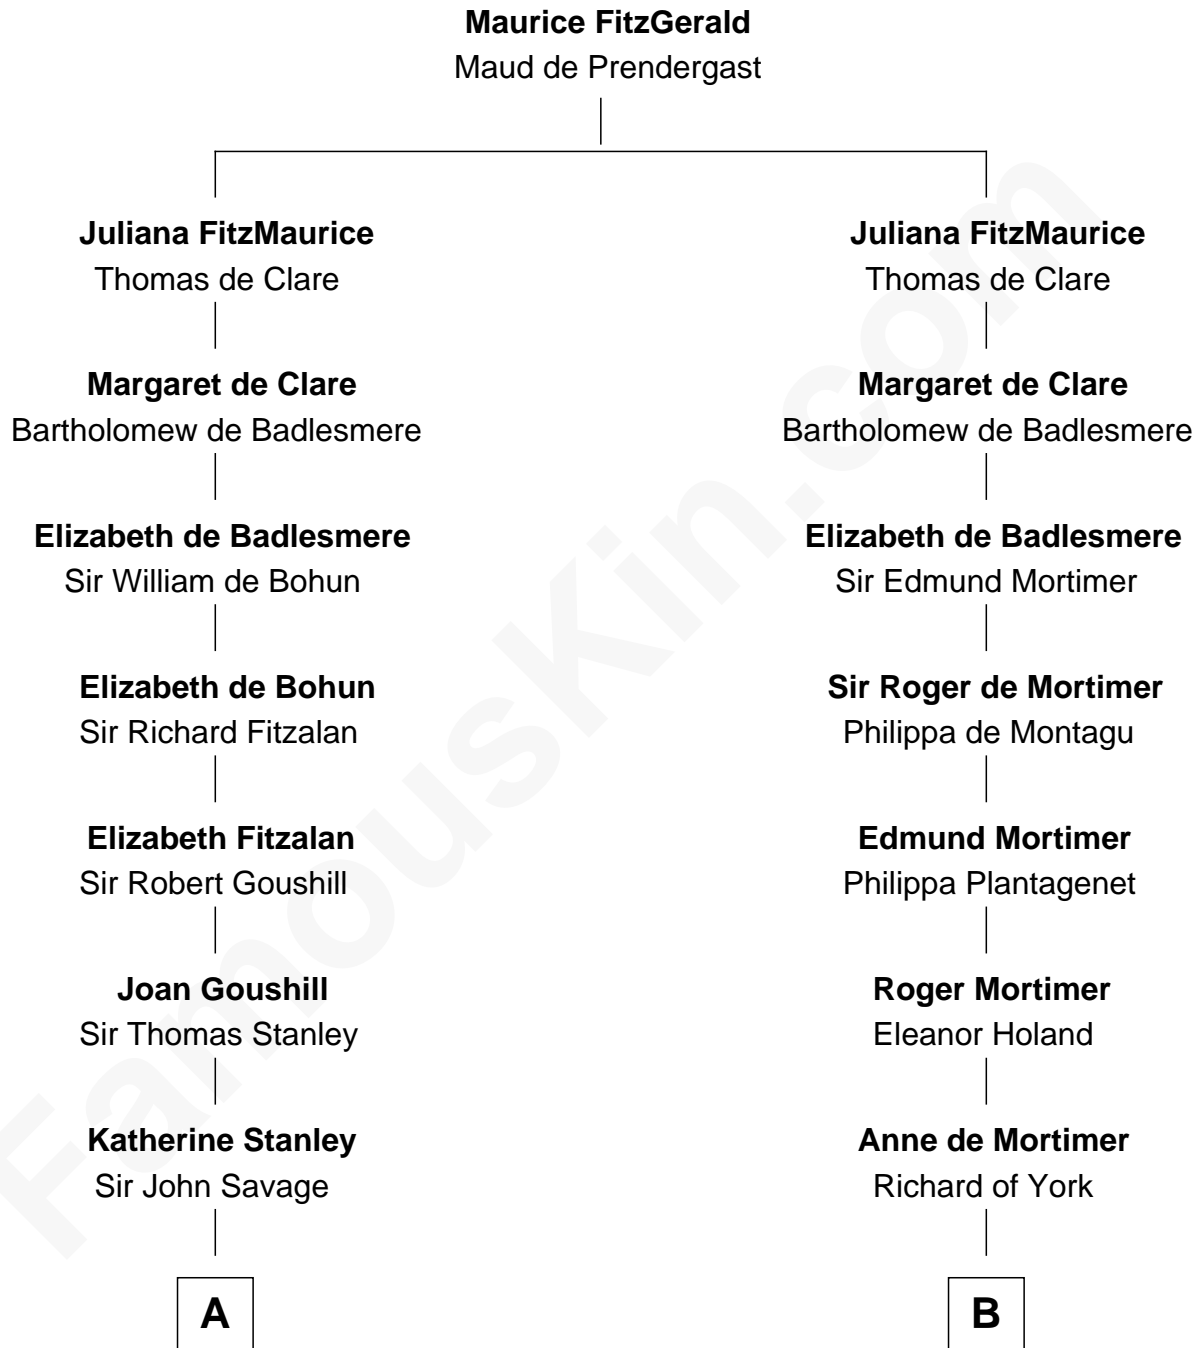 Maurice FitzGerald
Maud de Prendergast
Juliana FitzMaurice
Thomas de Clare
Margaret de Clare
Bartholomew de Badlesmere
Elizabeth de Badlesmere
Sir William de Bohun
Elizabeth de Bohun
Sir Richard Fitzalan
Elizabeth Fitzalan
Sir Robert Goushill
Joan Goushill
Sir Thomas Stanley
Katherine Stanley
Sir John Savage
A
Juliana FitzMaurice
Thomas de Clare
Margaret de Clare
Bartholomew de Badlesmere
Elizabeth de Badlesmere
Sir Edmund Mortimer
Sir Roger de Mortimer
Philippa de Montagu
Edmund Mortimer
Philippa Plantagenet
Roger Mortimer
Eleanor Holand
Anne de Mortimer
Richard of York
B
FamousKin.com